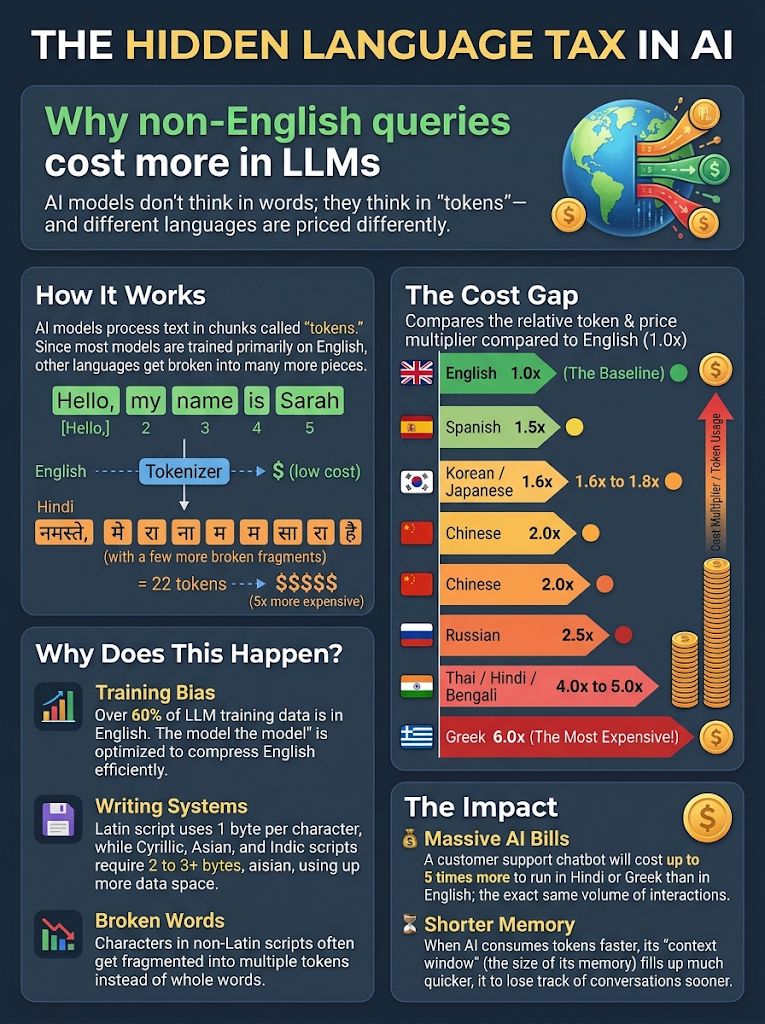 THE HIDDEN LANGUAGE TAX IN AI
Why non-English queries
cost more in LLMs
AI models don't think in words; they think in "tokens"—
and different languages are priced differently.
How It Works
AI models process text in chunks called "tokens."
Since most models are trained primarily on English,
other languages get broken into many more pieces.
Hello, my name is Sarah
[Hello,] 2 3 4 5
English Tokenizer $ (low cost)
Hindi
नमस्ते, मे रा ना म म सा रा है
(with a few more broken fragments)
= 22 tokens $$$$$
(5x more expensive)
Why Does This Happen?
Training Bias
Over 60% of LLM training data is in
English. The model the model" is
optimized to compress English
efficiently.
Writing Systems
Latin script uses 1 byte per character,
while Cyrillic, Asian, and Indic scripts
require 2 to 3+ bytes, aisian, using up
more data space.
Broken Words
Characters in non-Latin scripts often
get fragmented into multiple tokens
instead of whole words.
The Cost Gap
Compares the relative token & price
multiplier compared to English (1.0x)
English 1.0x (The Baseline)
Spanish 1.5x
Korean /
Japanese 1.6x 1.6x to 1.8x
Chinese 2.0x
Chinese 2.0x
Russian 2.5x
Thai / Hindi /
Bengali 4.0x to 5.0x
Greek 6.0x (The Most Expensive!)
Cost Multiplier / Token Usage
The Impact
Massive AI Bills
A customer support chatbot will cost up to
5 times more to run in Hindi or Greek than in
English; the exact same volume of interactions.
Shorter Memory
When AI consumes tokens faster, its "context
window" (the size of its memory) fills up much
quicker, it to lose track of conversations sooner.